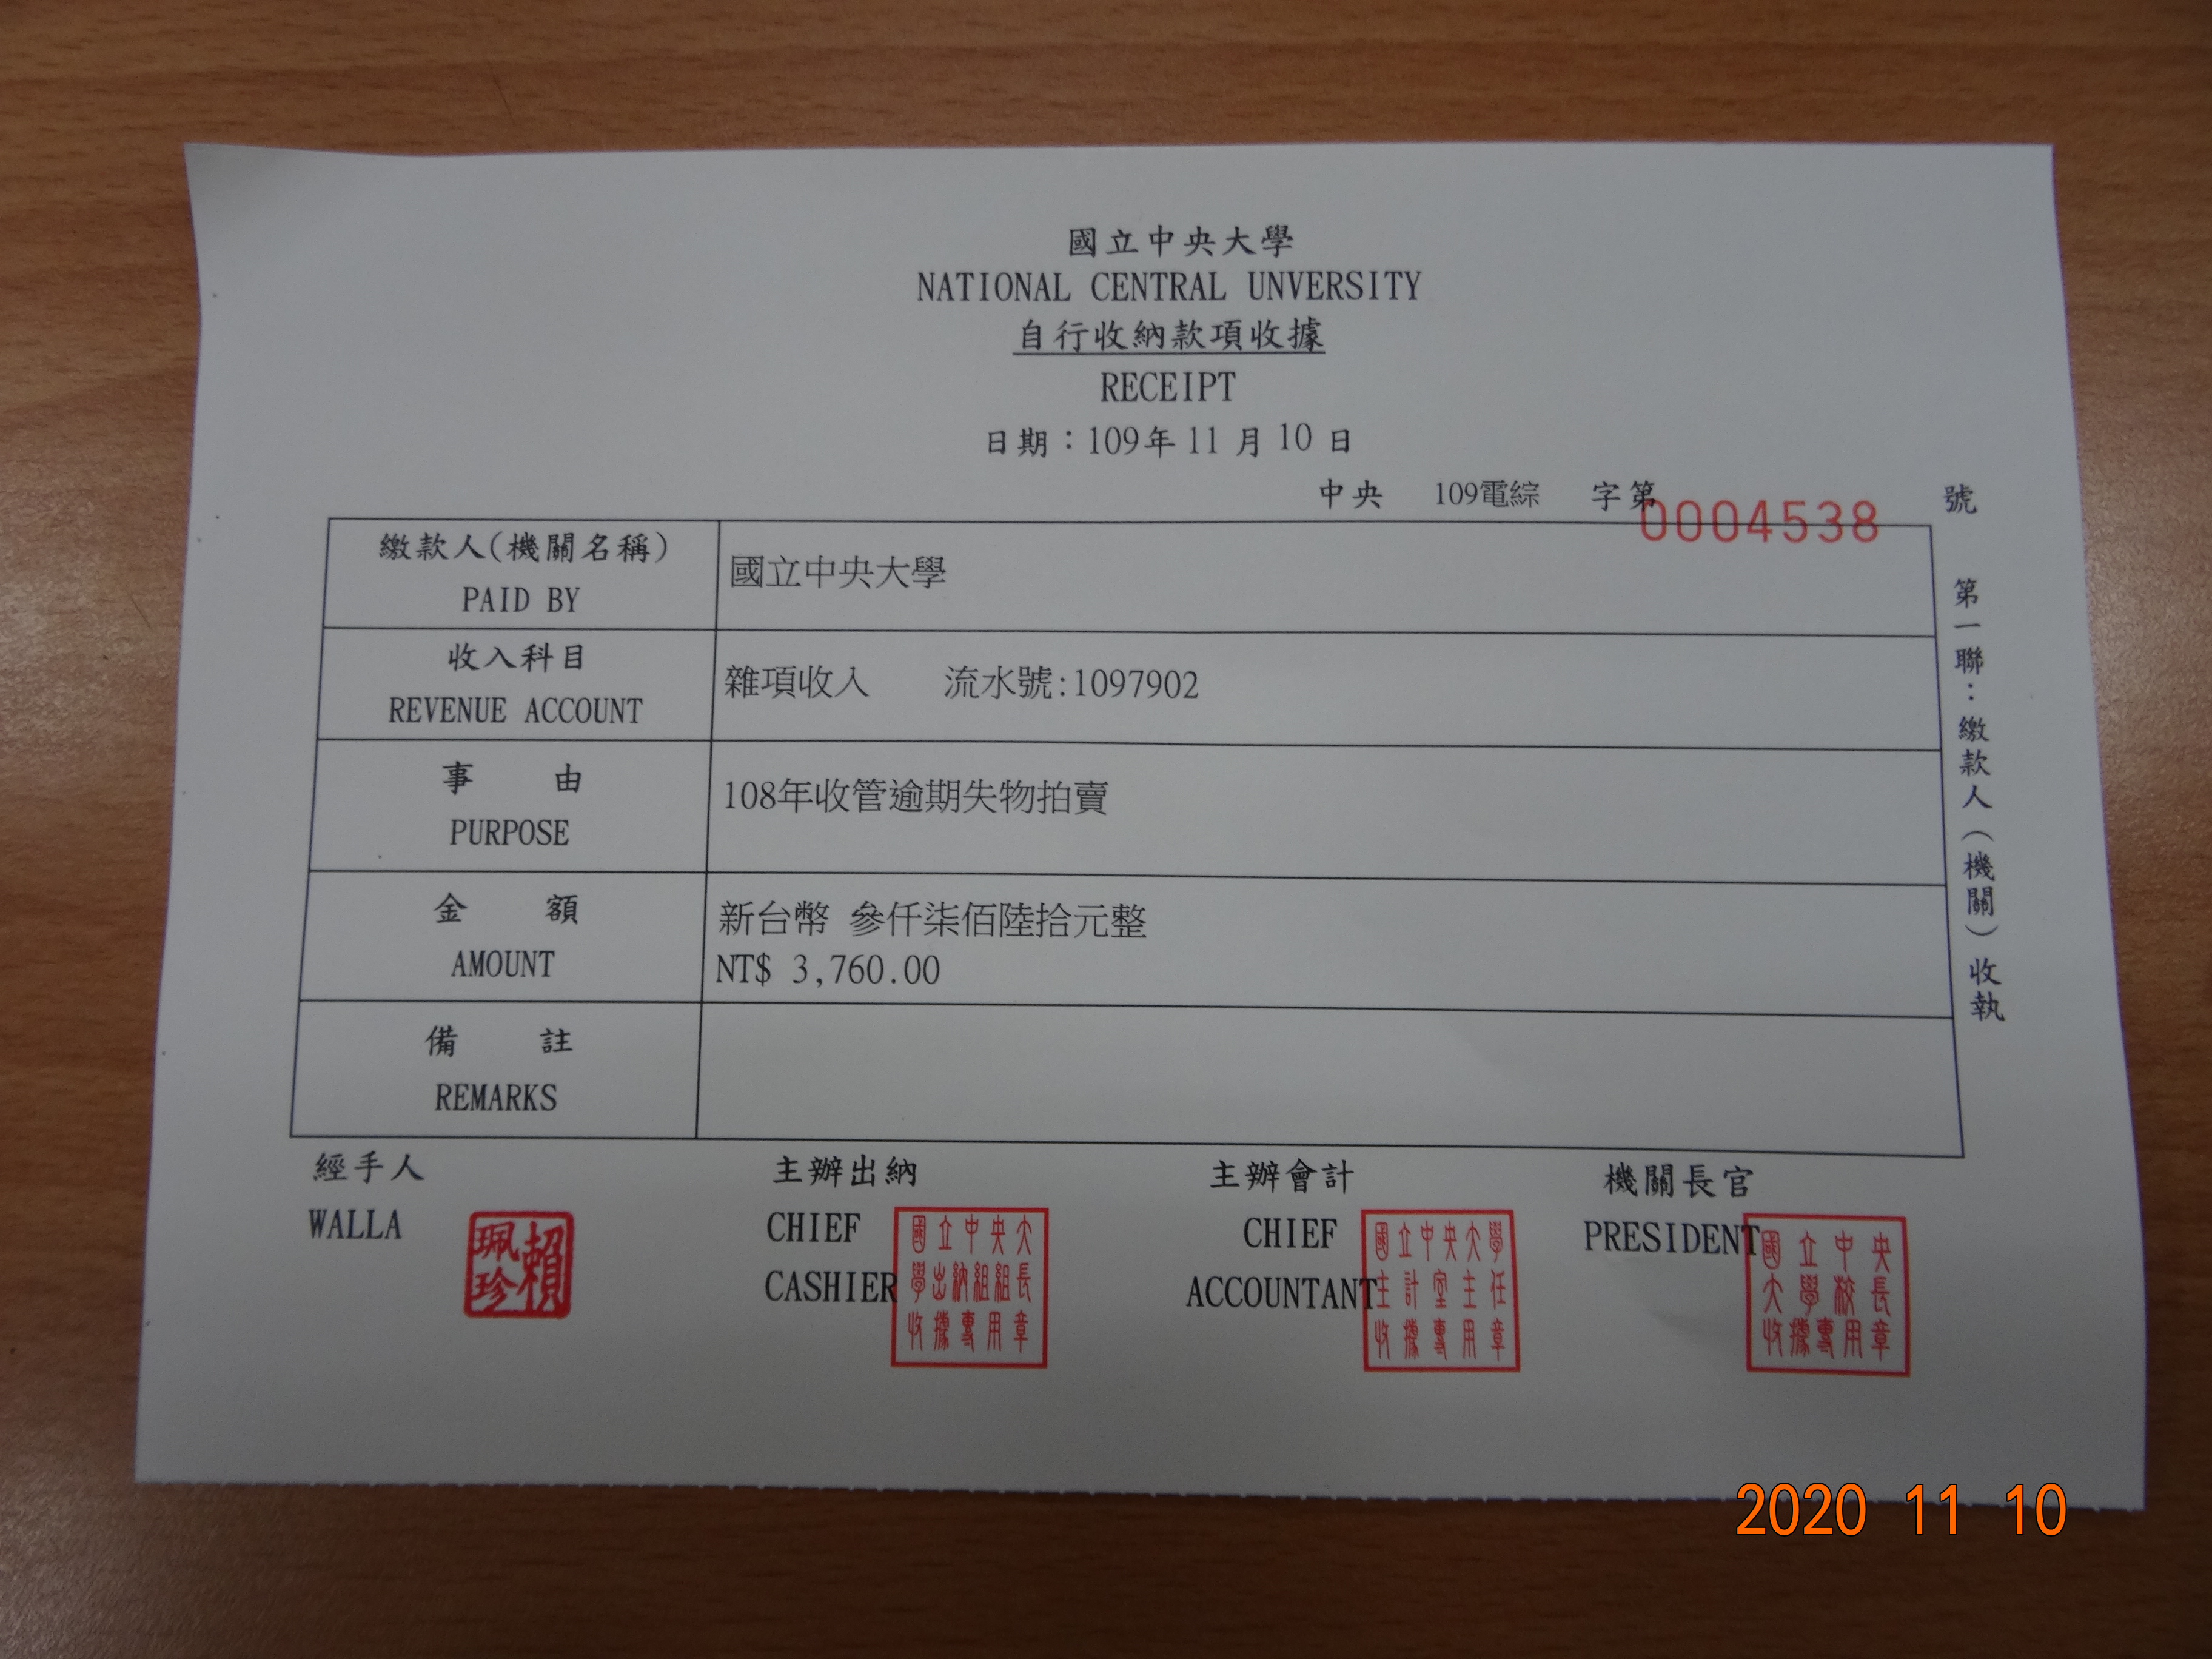 國立中央大學
NATIONAL CENTRAL UNVERSITY
自行收納款項收據
RECEIPT
日期：109年 11 月 10 日
中央 109電綜 字第0004538 號
繳款人(機關名稱)
PAID BY
國立中央大學
收入科目
REVENUE ACCOUNT
雜項收入 流水號:1097902
事 由
PURPOSE
108年收管逾期失物拍賣
金 額
AMOUNT
新台幣 參仟柒佰陸拾元整
NT$ 3,760.00
備 註
REMARKS
第一聯：繳款人（機關）收執
經手人
WALLA
賴珮珍
主辦出納
CHIEF
CASHIER
國立中央大
學出納組組長
收據專用章
主辦會計
CHIEF
ACCOUNTANT
國立中央大學
主計室主任
收據專用章
機關長官
PRESIDENT
國立中央
大學校長
收據專用章
2020 11 10